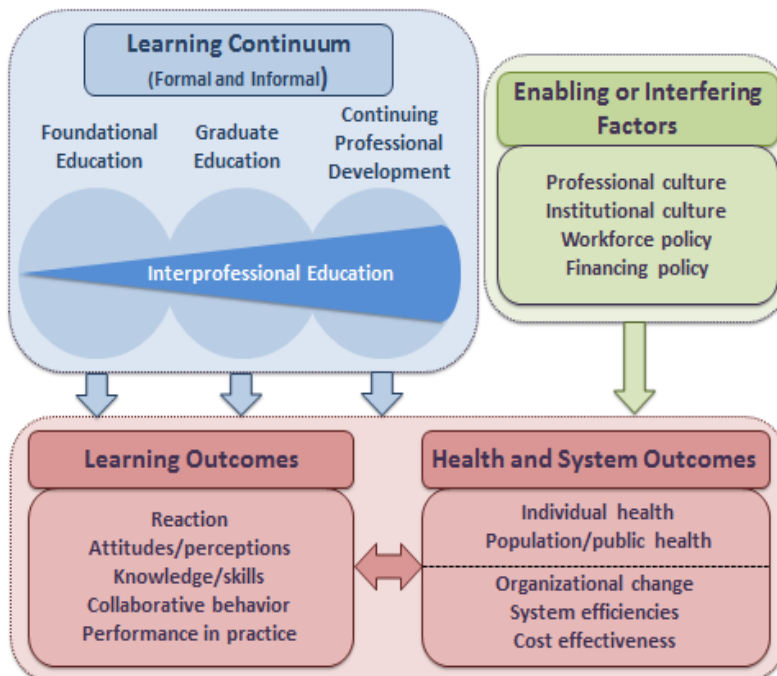 Learning Continuum
(Formal and Informal)
Foundational
Education
Graduate
Education
Continuing
Professional
Development
Interprofessional Education
Enabling or Interfering
Factors
Professional culture
Institutional culture
Workforce policy
Financing policy
Learning Outcomes
Reaction
Attitudes/perceptions
Knowledge/skills
Collaborative behavior
Performance in practice
Health and System Outcomes
Individual health
Population/public health
Organizational change
System efficiencies
Cost effectiveness